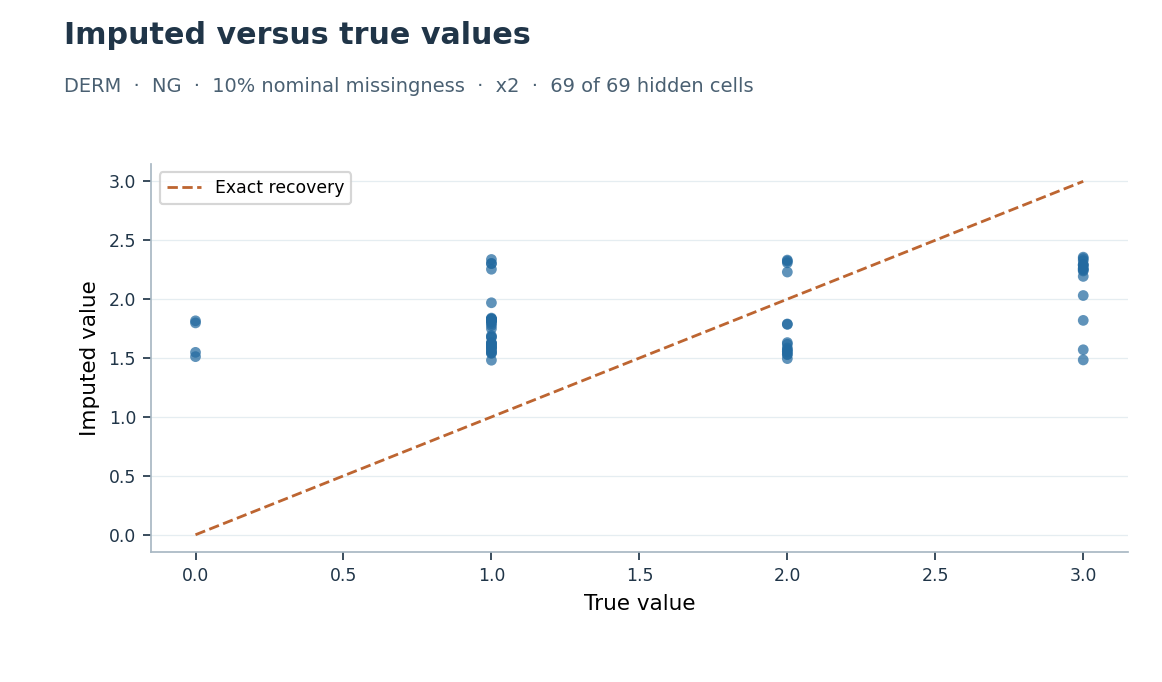 Imputed versus true values
DERM · NG · 10% nominal missingness · x2 · 69 of 69 hidden cells
Exact recovery
3.0
2.5
2.0
1.5
1.0
0.5
0.0
Imputed value
0.0 0.5 1.0 1.5 2.0 2.5 3.0
True value